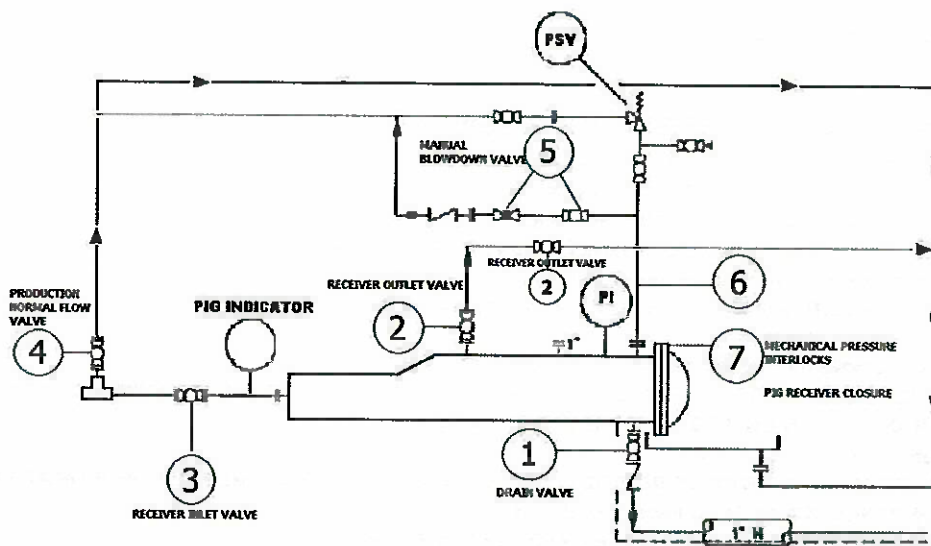 PSV
MANUAL
BLOWDOWN VALVE
5
RECEIVER OUTLET VALVE
2
RECEIVER OUTLET VALVE
2
PI
6
PRODUCTION
NORMAL FLOW
VALVE
4
PIG INDICATOR
1"
7
MECHANICAL PRESSURE
INTERLOCKS
PIG RECEIVER CLOSURE
3
RECEIVER INLET VALVE
1
DRAIN VALVE
1" N